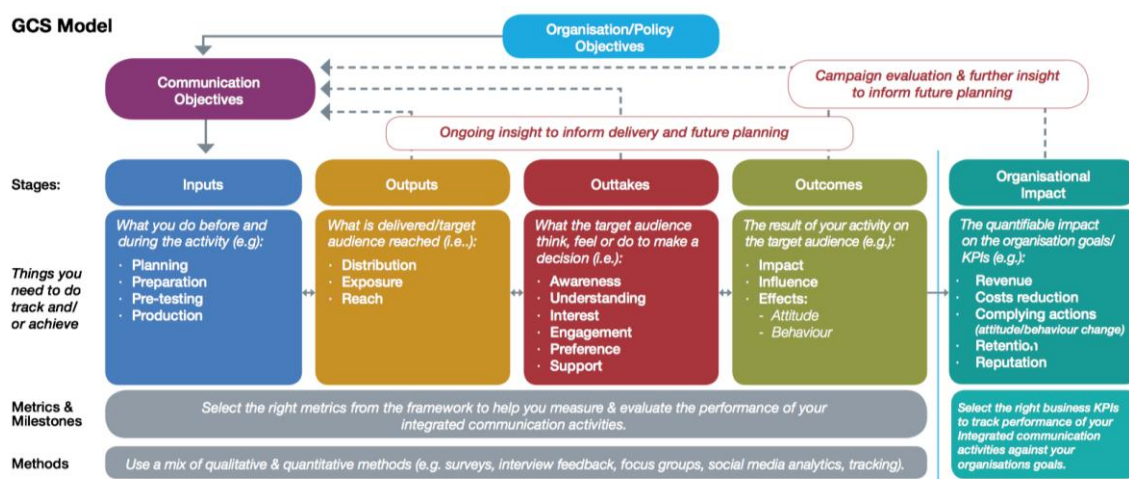 GCS Model
Organisation/Policy
Objectives
Communication
Objectives
Campaign evaluation & further insight
to inform future planning
Ongoing insight to inform delivery and future planning
Stages:
Inputs
Outputs
Outtakes
Outcomes
Organisational
Impact
Things you
need to do
track and/
or achieve
What you do before and
during the activity (e.g):
· Planning
· Preparation
· Pre-testing
· Production
What is delivered/target
audience reached (i.e..):
· Distribution
· Exposure
· Reach
What the target audience
think, feel or do to make a
decision (i.e.):
· Awareness
· Understanding
· Interest
· Engagement
· Preference
· Support
The result of your activity on
the target audience (e.g.):
· Impact
· Influence
· Effects:
- Attitude
- Behaviour
The quantifiable impact
on the organisation goals/
KPIs (e.g.):
· Revenue
· Costs reduction
· Complying actions
(attitude/behaviour change)
· Retention
· Reputation
Metrics &
Milestones
Select the right metrics from the framework to help you measure & evaluate the performance of your
integrated communication activities.
Select the right business KPIs
to track performance of your
Integrated communication
activities against your
organisations goals.
Methods
Use a mix of qualitative & quantitative methods (e.g. surveys, interview feedback, focus groups, social media analytics, tracking).